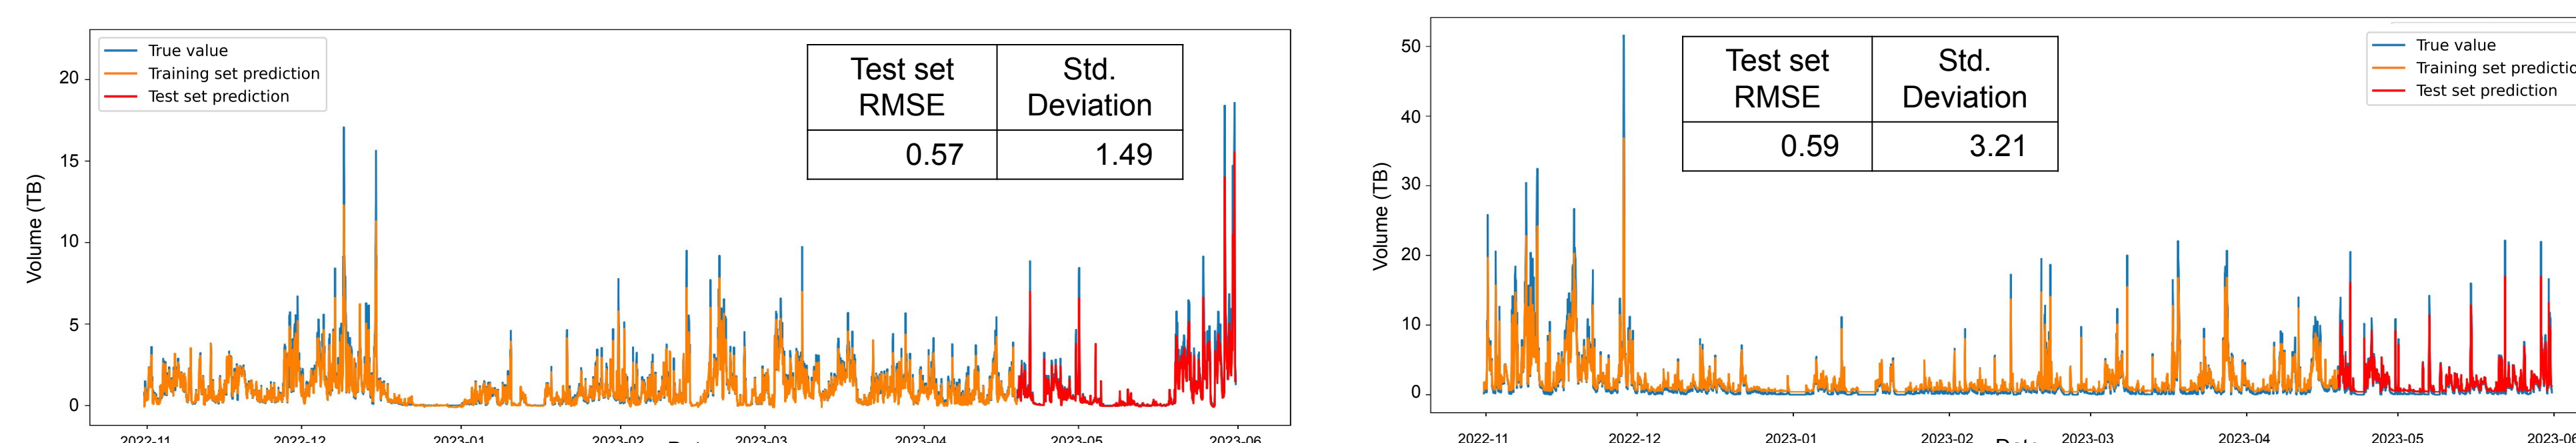 True value
Training set prediction
Test set prediction
Test set
RMSE
Std.
Deviation
0.57
1.49
Volume (TB)
20
15
10
5
0
2022-11
2022-12
2023-01
2023-02
2023-03
2023-04
2023-05
2023-06
True value
Training set predictio
Test set prediction
Test set
RMSE
Std.
Deviation
0.59
3.21
Volume (TB)
50
40
30
20
10
0
2022-11
2022-12
2023-01
2023-02
2023-03
2023-04
2023-05